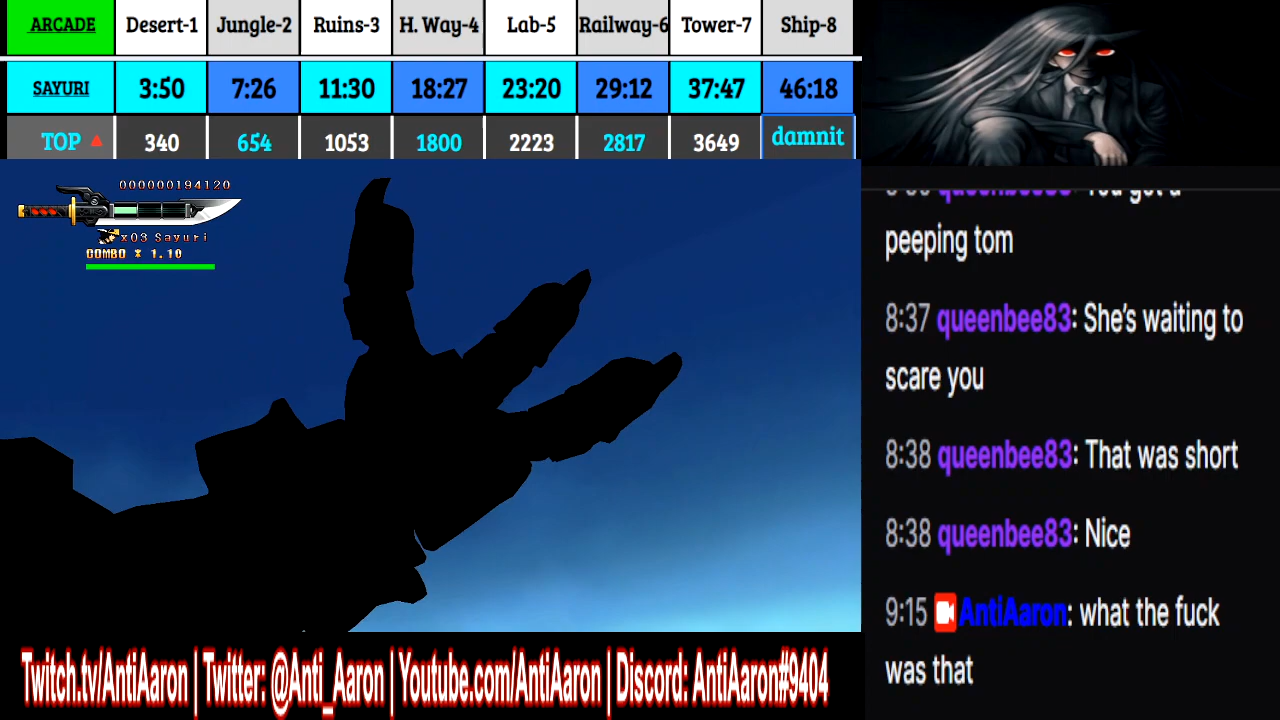 ARCADE Desert-1 Jungle-2 Ruins-3 H. Way-4 Lab-5 Railway-6 Tower-7 Ship-8
SAYURI 3:50 7:26 11:30 18:27 23:20 29:12 37:47 46:18
TOP 340 654 1053 1800 2223 2817 3649 damnit
000000194120
x03 Sayuri
COMBO * 1.10
peeping tom
8:37 queenbee83: She's waiting to
scare you
8:38 queenbee83: That was short
8:38 queenbee83: Nice
9:15 AntiAaron: what the fuck
was that
Twitch.tv/AntiAaron | Twitter: @Anti_Aaron | Youtube.com/AntiAaron | Discord: AntiAaron#9404